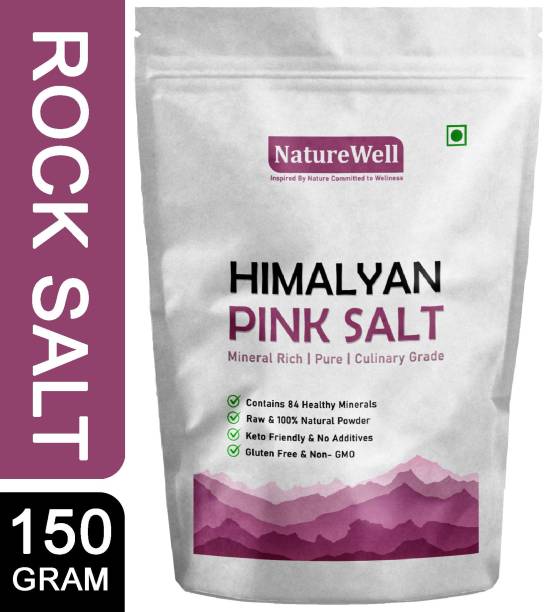 ROCK SALT
150
GRAM
NatureWell
Inspired By Nature Committed to Wellness
HIMALYAN
PINK SALT
Mineral Rich | Pure | Culinary Grade
Contains 84 Healthy Minerals
Raw & 100% Natural Powder
Keto Friendly & No Additives
Gluten Free & Non- GMO